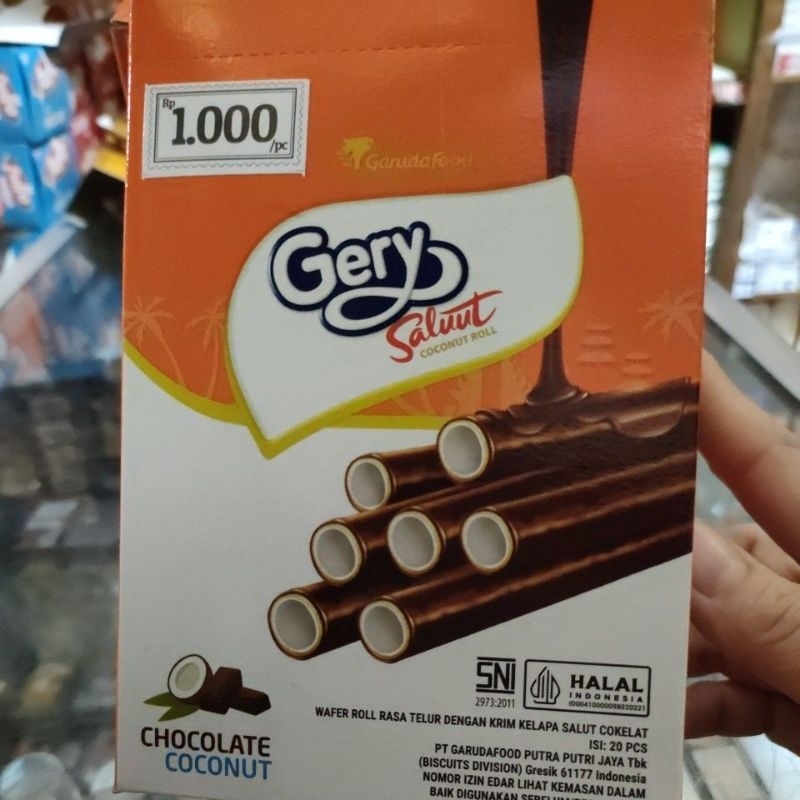 Rp
1.000
/pc
GarudaFood
Gery
Saluut
COCONUT ROLL
SNI
2973:2011
HALAL
INDONESIA
CHOCOLATE
COCONUT
WAFER ROLL RASA TELUR DENGAN KRIM KELAPA SALUT COKELAT
ISI: 20 PCS
PT GARUDAFOOD PUTRA PUTRI JAYA Tbk
(BISCUITS DIVISION) Gresik 61177 Indonesia
NOMOR IZIN EDAR LIHAT KEMASAN DALAM
BAIK DIGUNAKAN